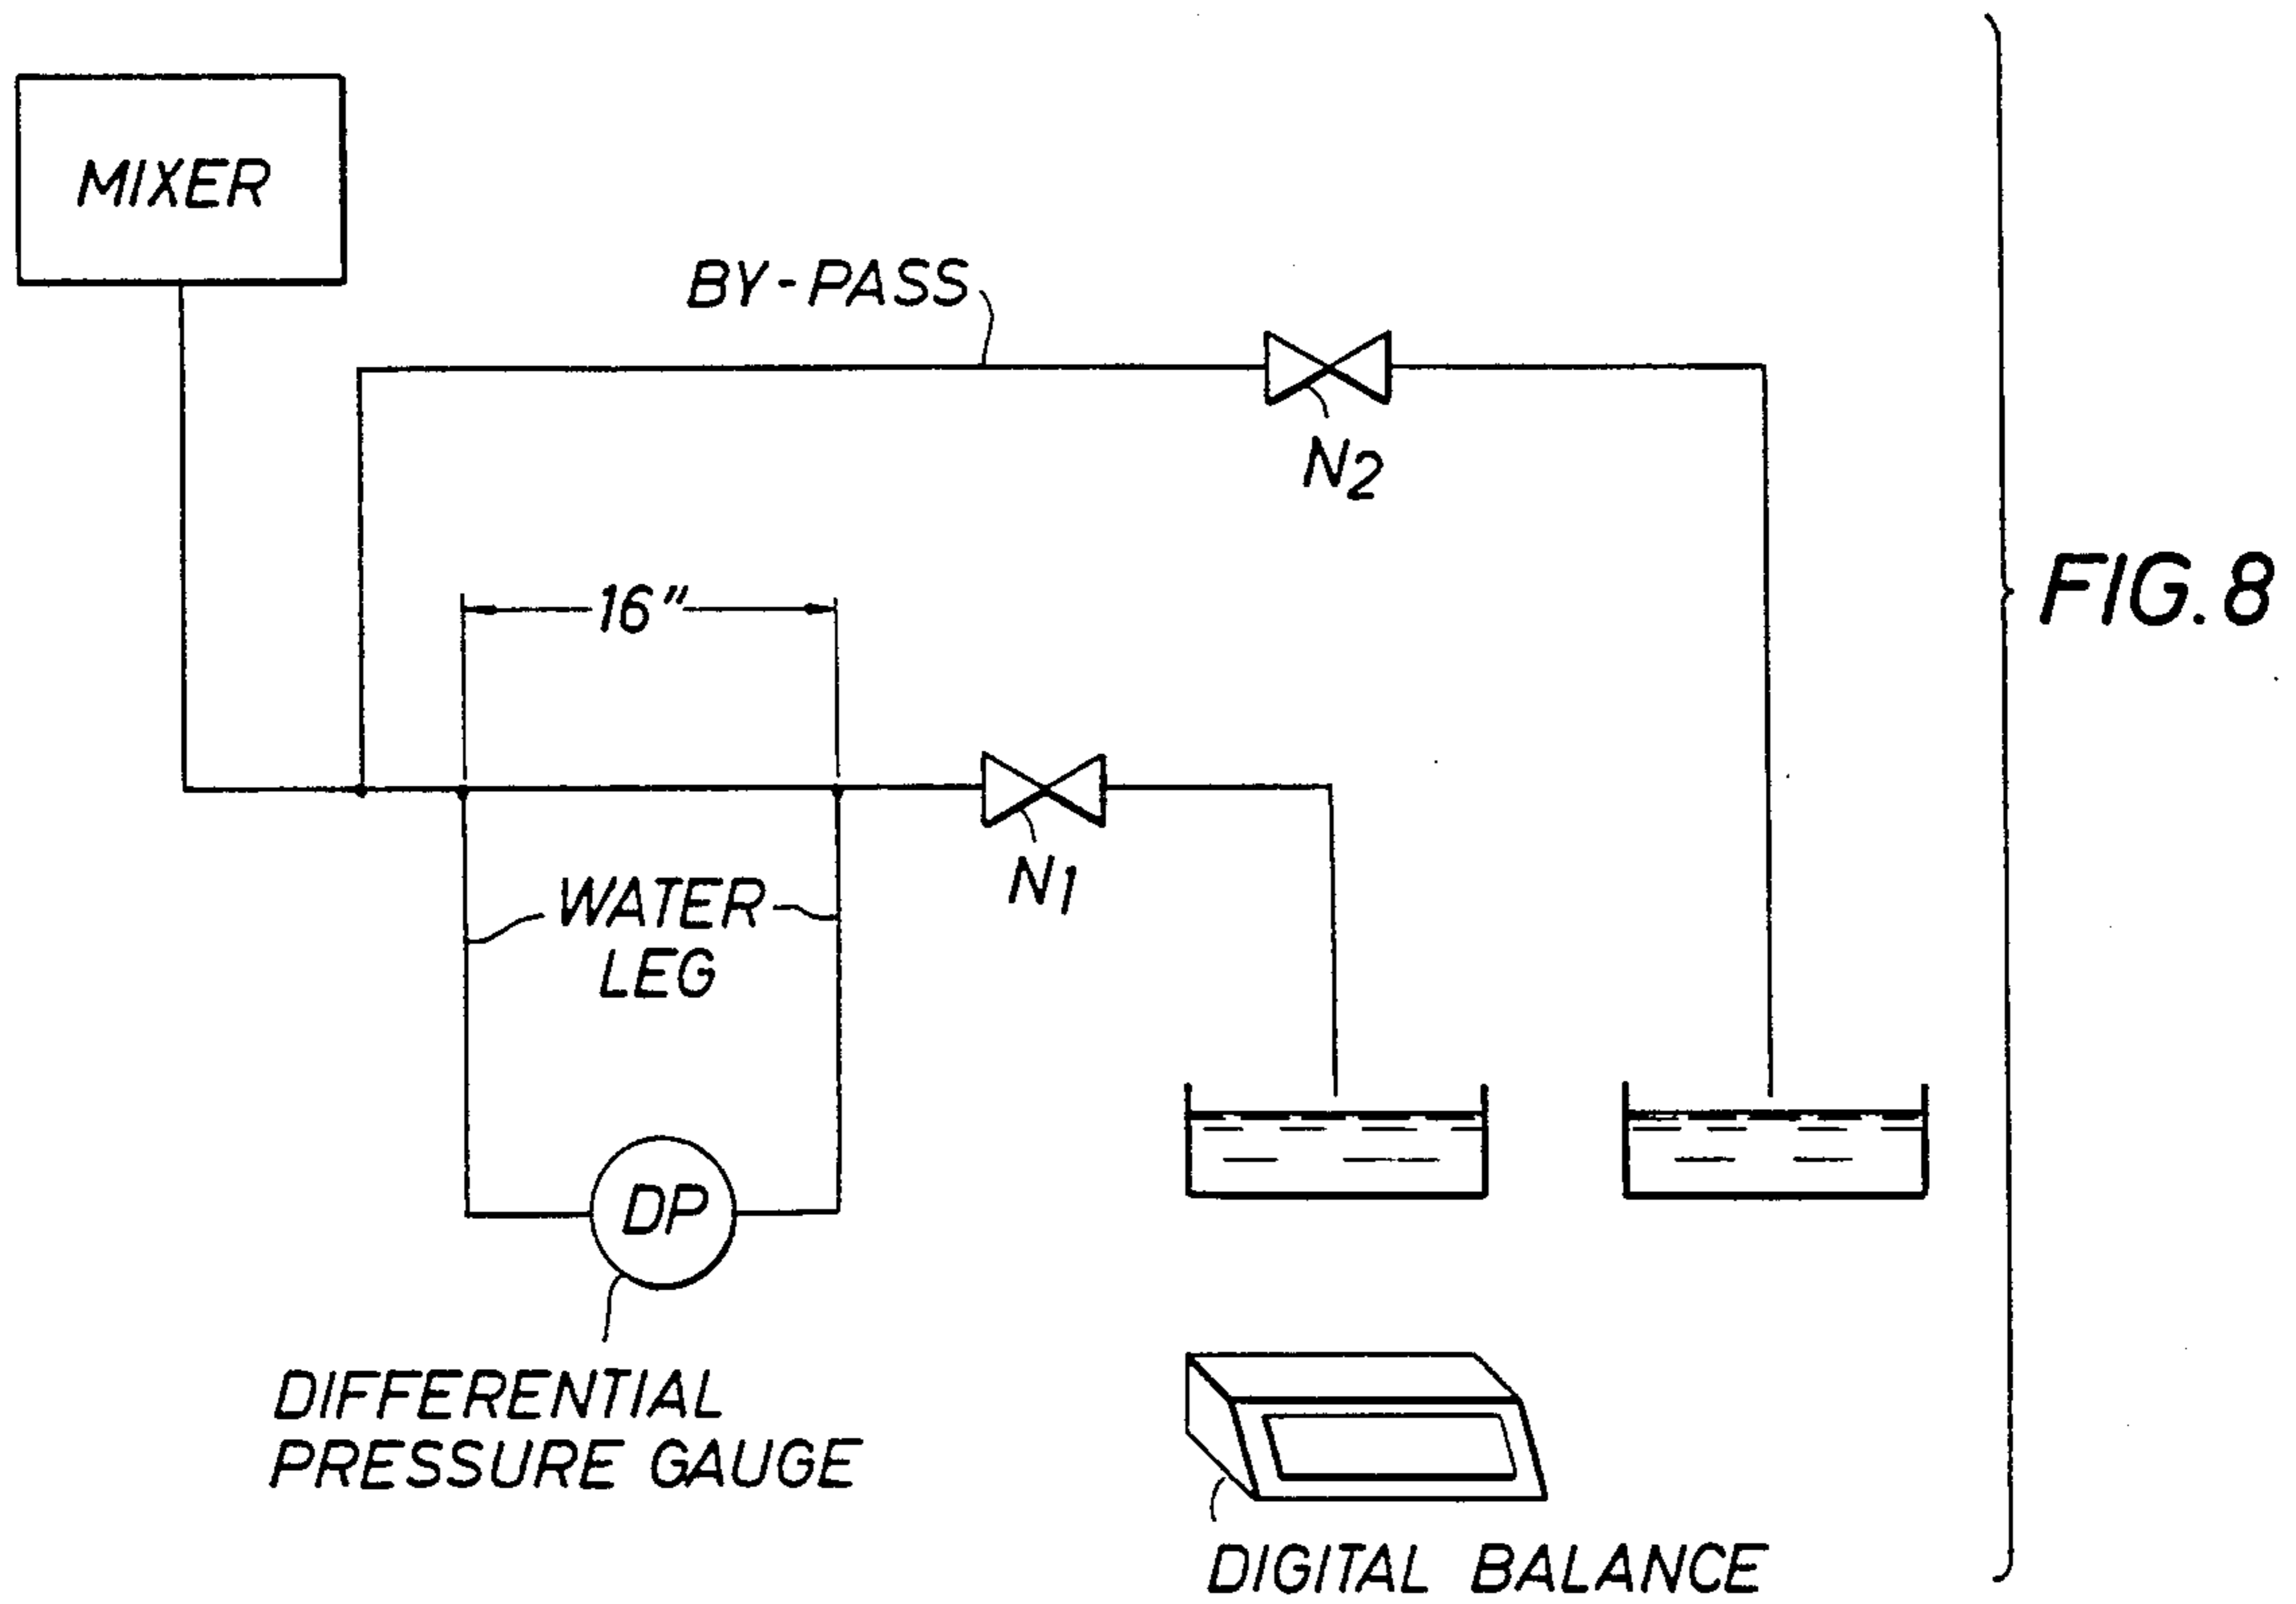 MIXER
BY-PASS
N2
16"
FIG. 8
N1
WATER
LEG
DP
DIFFERENTIAL
PRESSURE GAUGE
DIGITAL BALANCE